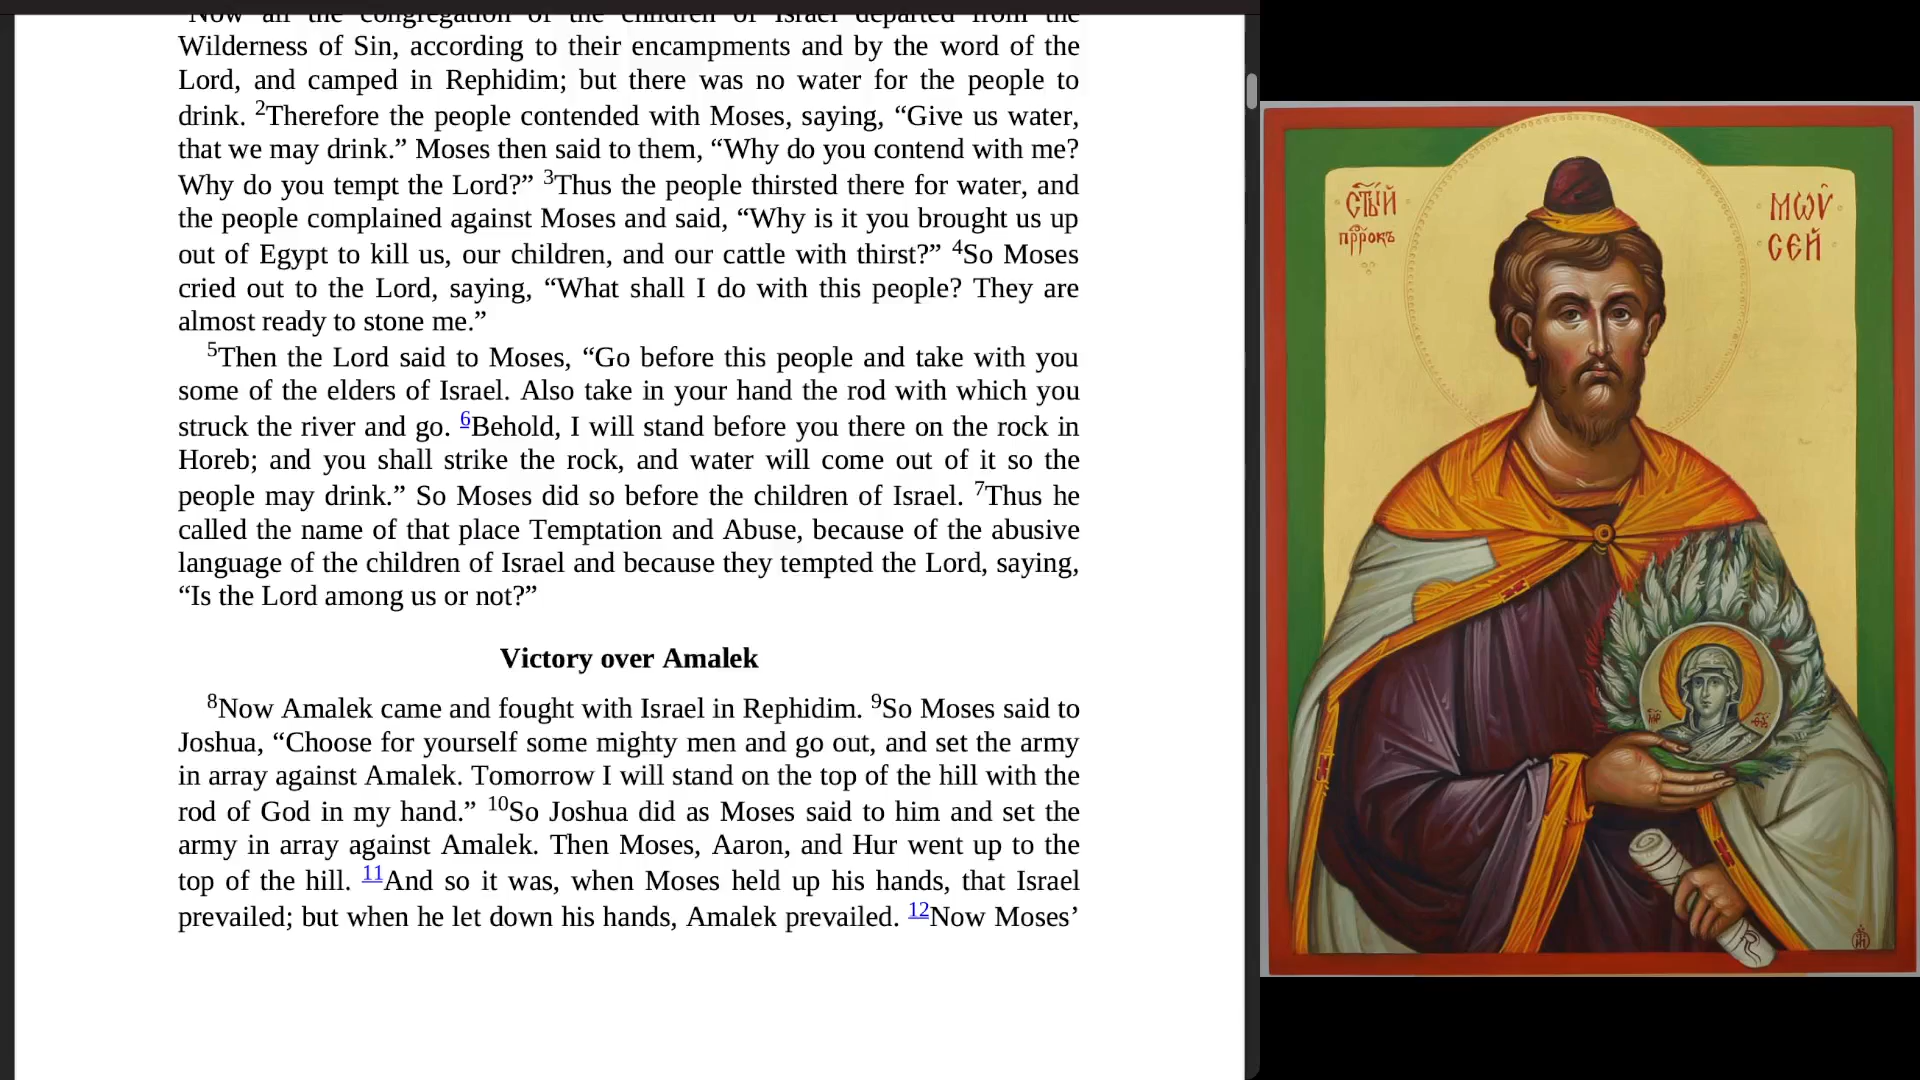 Now all the congregation of the children of Israel departed from the
Wilderness of Sin, according to their encampments and by the word of the
Lord, and camped in Rephidim; but there was no water for the people to
drink. 2Therefore the people contended with Moses, saying, “Give us water,
that we may drink.” Moses then said to them, “Why do you contend with me?
Why do you tempt the Lord?” 3Thus the people thirsted there for water, and
the people complained against Moses and said, “Why is it you brought us up
out of Egypt to kill us, our children, and our cattle with thirst?” 4So Moses
cried out to the Lord, saying, “What shall I do with this people? They are
almost ready to stone me.”
5Then the Lord said to Moses, “Go before this people and take with you
some of the elders of Israel. Also take in your hand the rod with which you
struck the river and go. 6Behold, I will stand before you there on the rock in
Horeb; and you shall strike the rock, and water will come out of it so the
people may drink.” So Moses did so before the children of Israel. 7Thus he
called the name of that place Temptation and Abuse, because of the abusive
language of the children of Israel and because they tempted the Lord, saying,
“Is the Lord among us or not?”
Victory over Amalek
8Now Amalek came and fought with Israel in Rephidim. 9So Moses said to
Joshua, “Choose for yourself some mighty men and go out, and set the army
in array against Amalek. Tomorrow I will stand on the top of the hill with the
rod of God in my hand.” 10So Joshua did as Moses said to him and set the
army in array against Amalek. Then Moses, Aaron, and Hur went up to the
top of the hill. 11And so it was, when Moses held up his hands, that Israel
prevailed; but when he let down his hands, Amalek prevailed. 12Now Moses’
стый
пррокъ
мωѵ
сей